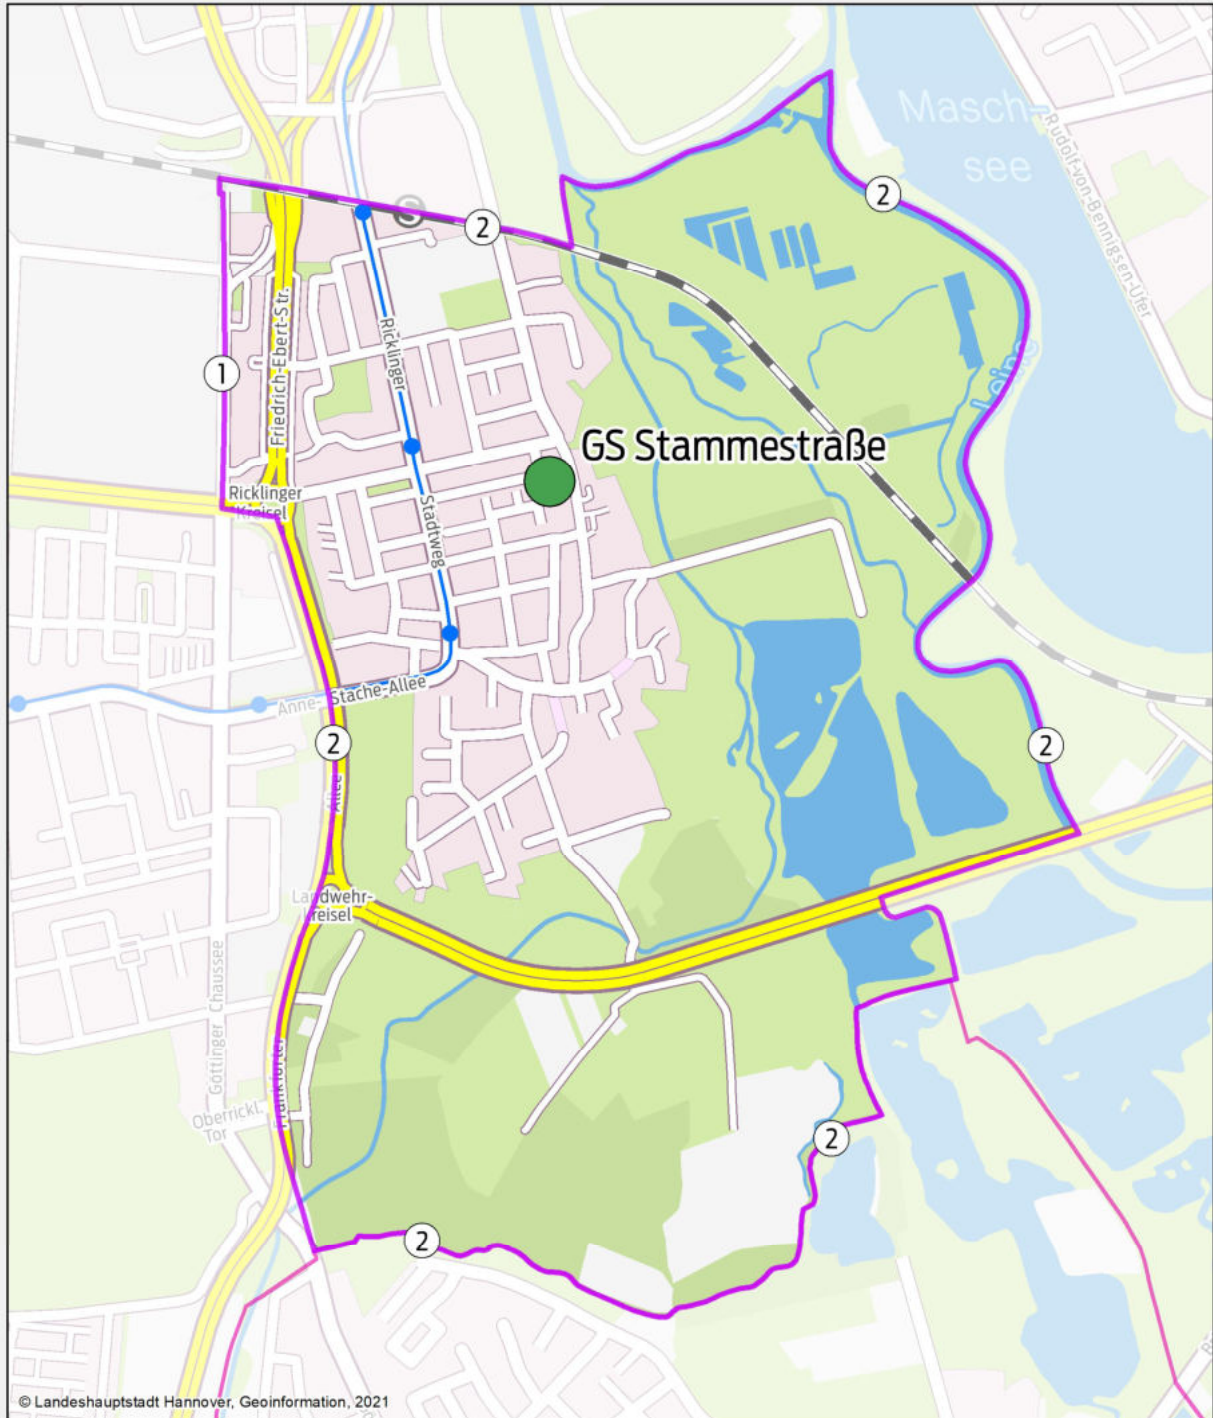 Masch-
see
Rudolf-von-Bennigsen-Ufer
2
2
Friedrich-Ebert-Str.
Ricklinger
1
Leine
GS Stammestraße
Ricklinger
Kreisel
Stadtweg
Anne-Stache-Allee
2
2
Allee
Landwehr-
kreisel
Göttinger Chaussee
Frankfurter
Oberrickl.
Tor
2
2
© Landeshauptstadt Hannover, Geoinformation, 2021